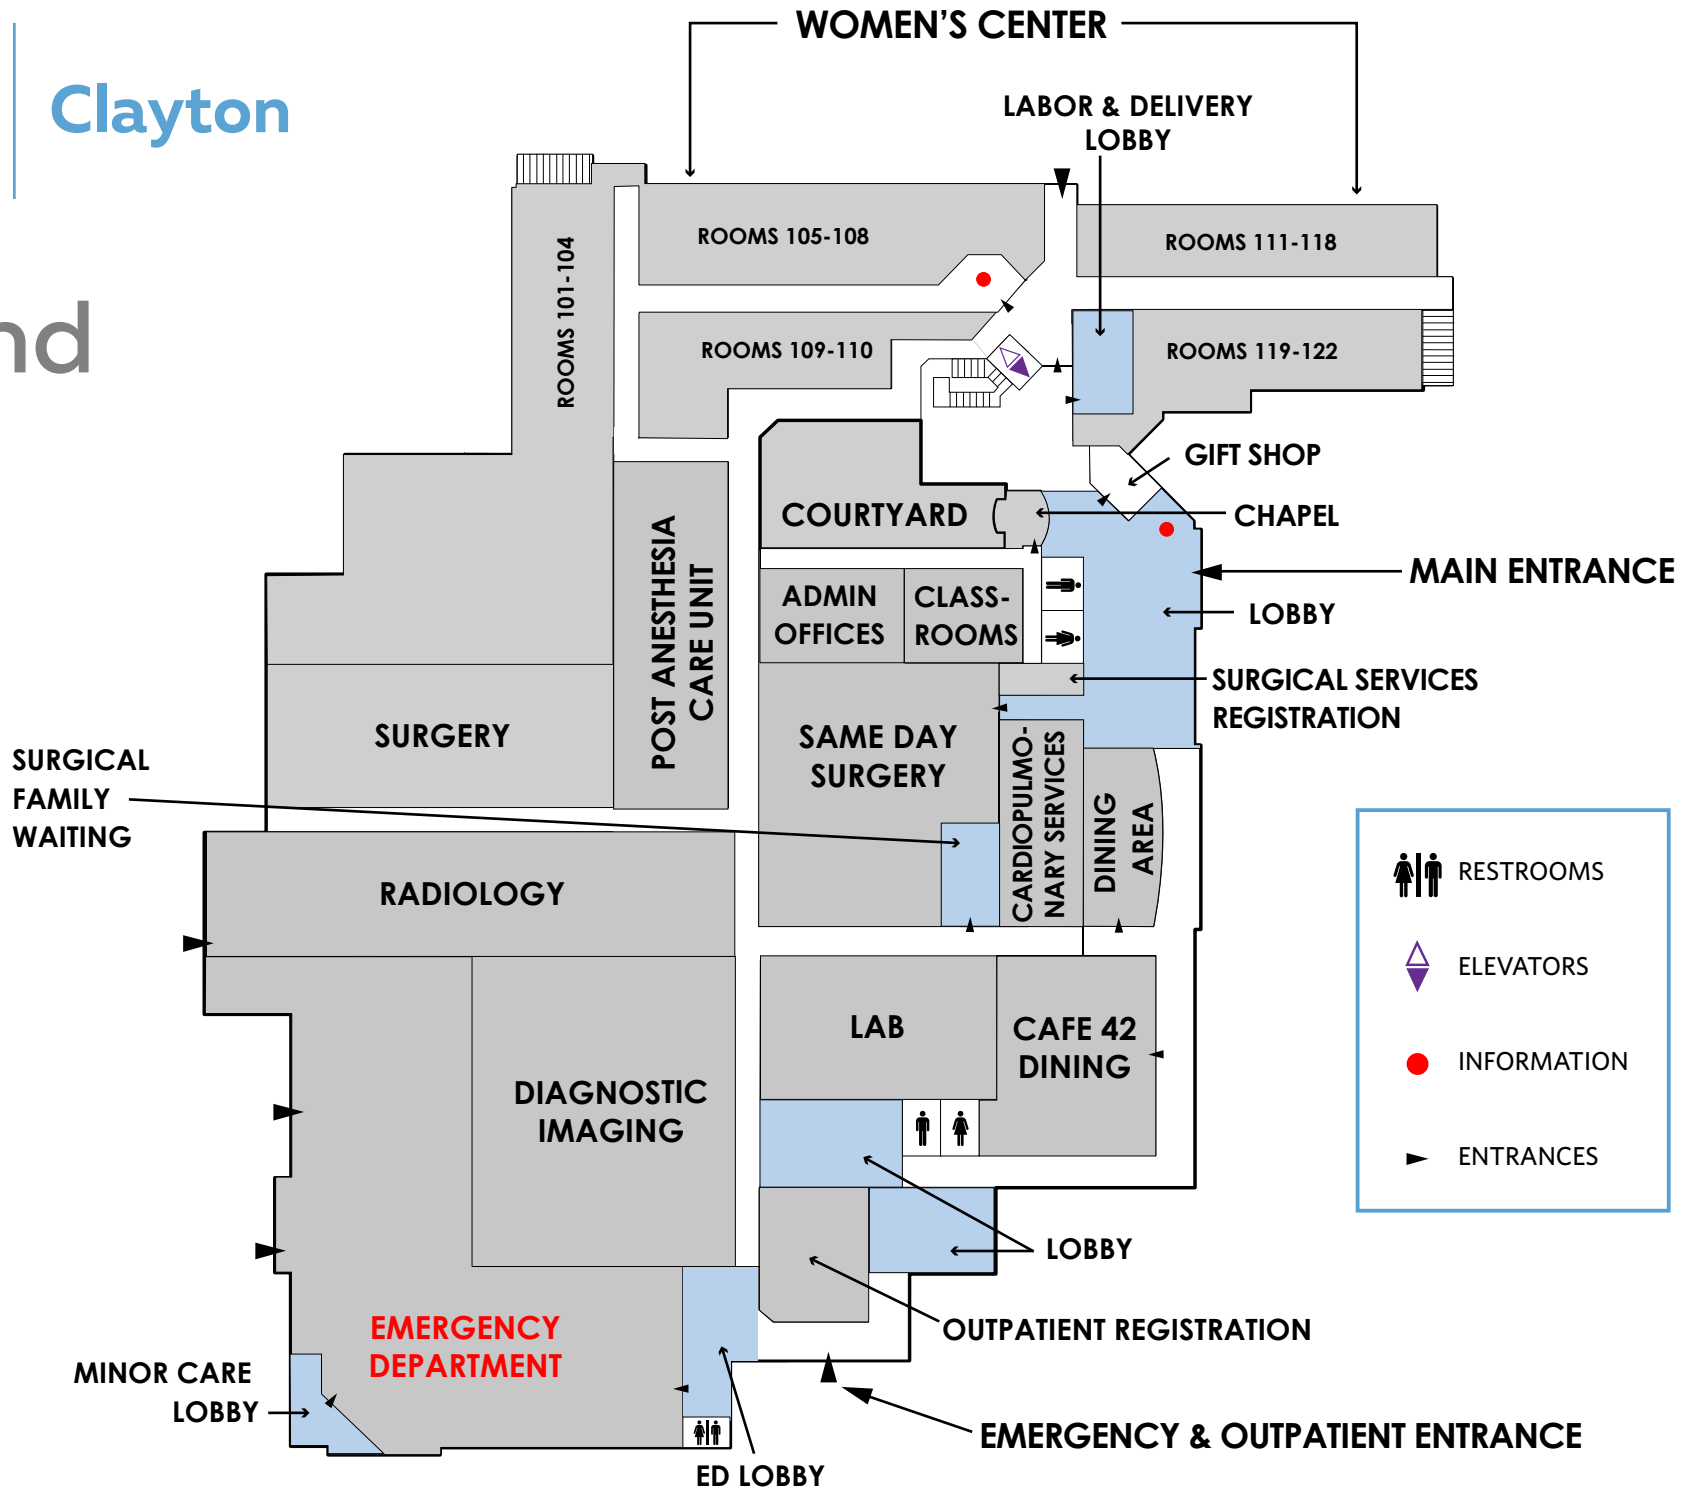 WOMEN'S CENTER
Clayton
LABOR & DELIVERY
LOBBY
nd
ROOMS 101-104
ROOMS 105-108
ROOMS 111-118
ROOMS 109-110
ROOMS 119-122
GIFT SHOP
COURTYARD
CHAPEL
MAIN ENTRANCE
POST ANESTHESIA
CARE UNIT
ADMIN
OFFICES
CLASS-
ROOMS
LOBBY
SURGICAL SERVICES
REGISTRATION
SURGERY
SAME DAY
SURGERY
SURGICAL
FAMILY
WAITING
CARDIOPULMO-
NARY SERVICES
DINING
AREA
RADIOLOGY
RESTROOMS
ELEVATORS
INFORMATION
ENTRANCES
LAB
CAFE 42
DINING
DIAGNOSTIC
IMAGING
LOBBY
EMERGENCY
DEPARTMENT
OUTPATIENT REGISTRATION
MINOR CARE
LOBBY
EMERGENCY & OUTPATIENT ENTRANCE
ED LOBBY